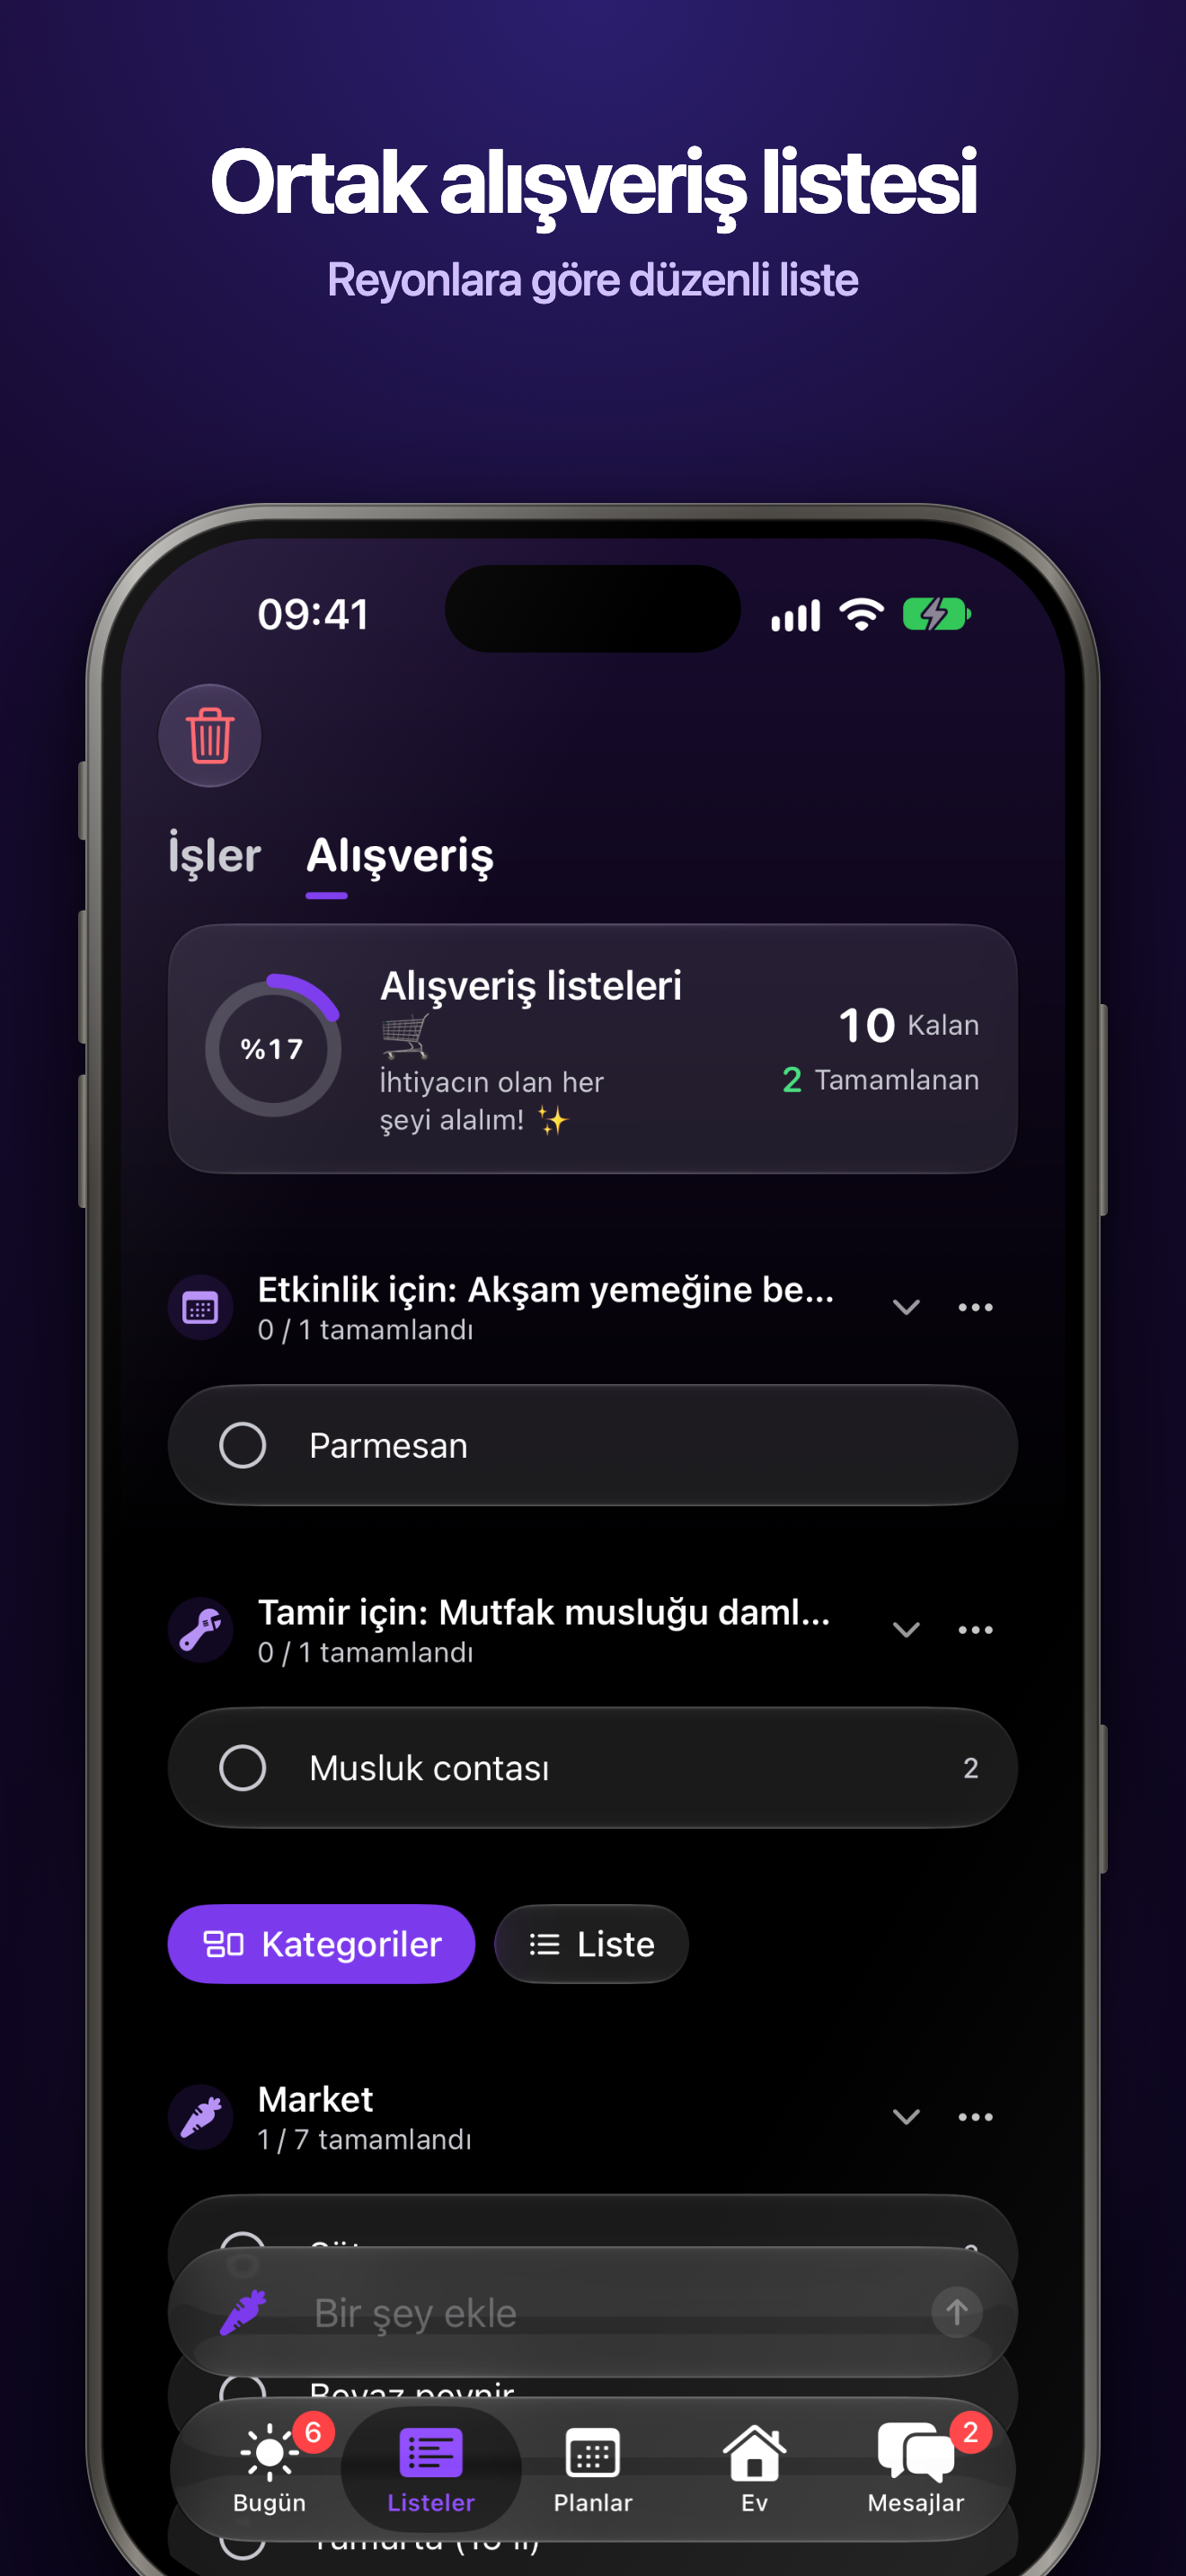 Ortak alışveriş listesi
Reyonlara göre düzenli liste
09:41
İşler Alışveriş
%17
Alışveriş listeleri
İhtiyacın olan her
şeyi alalım!
10 Kalan
2 Tamamlanan
Etkinlik için: Akşam yemeğine be...
0 / 1 tamamlandı
Parmesan
Tamir için: Mutfak musluğu daml...
0 / 1 tamamlandı
Musluk contası 2
Kategoriler Liste
Market
1 / 7 tamamlandı
Bir şey ekle
Beyaz peynir
6 2
Bugün Listeler Planlar Ev Mesajlar